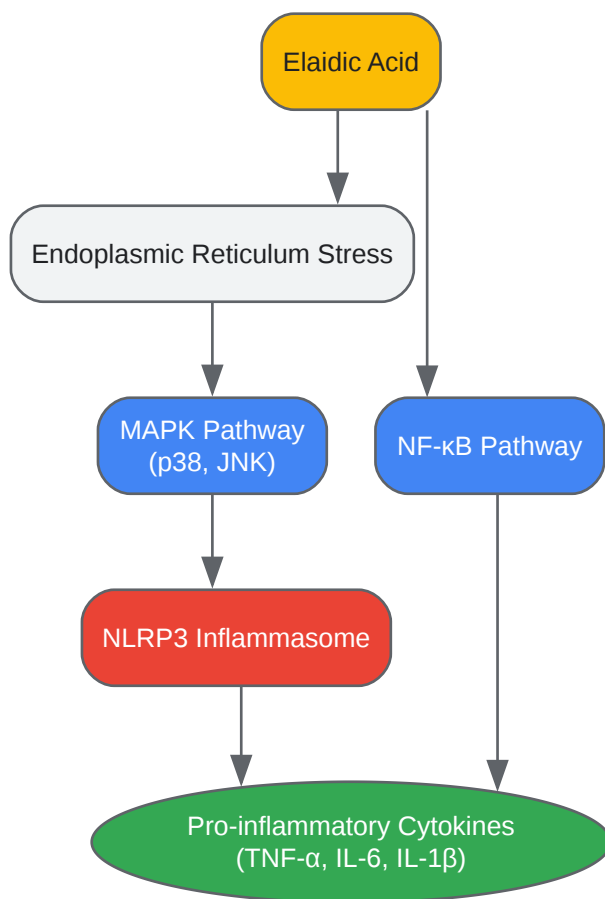 Elaidic Acid
Endoplasmic Reticulum Stress
MAPK Pathway
(p38, JNK)
NF-κB Pathway
NLRP3 Inflammasome
Pro-inflammatory Cytokines
(TNF-α, IL-6, IL-1β)